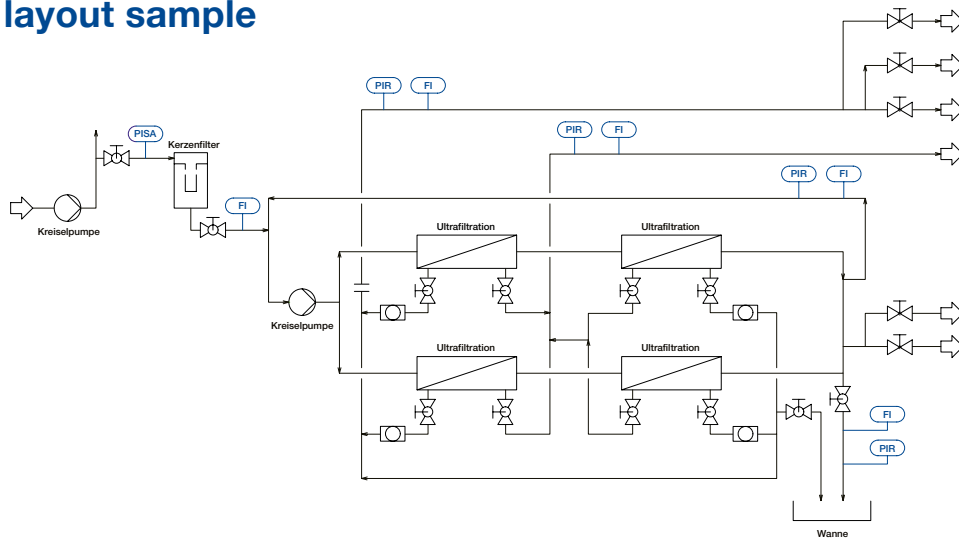 layout sample
PIR
FI
PISA
Kerzenfilter
PIR
FI
PIR
FI
FI
Kreiselpumpe
Ultrafiltration
Ultrafiltration
Kreiselpumpe
Ultrafiltration
Ultrafiltration
FI
PIR
Wanne